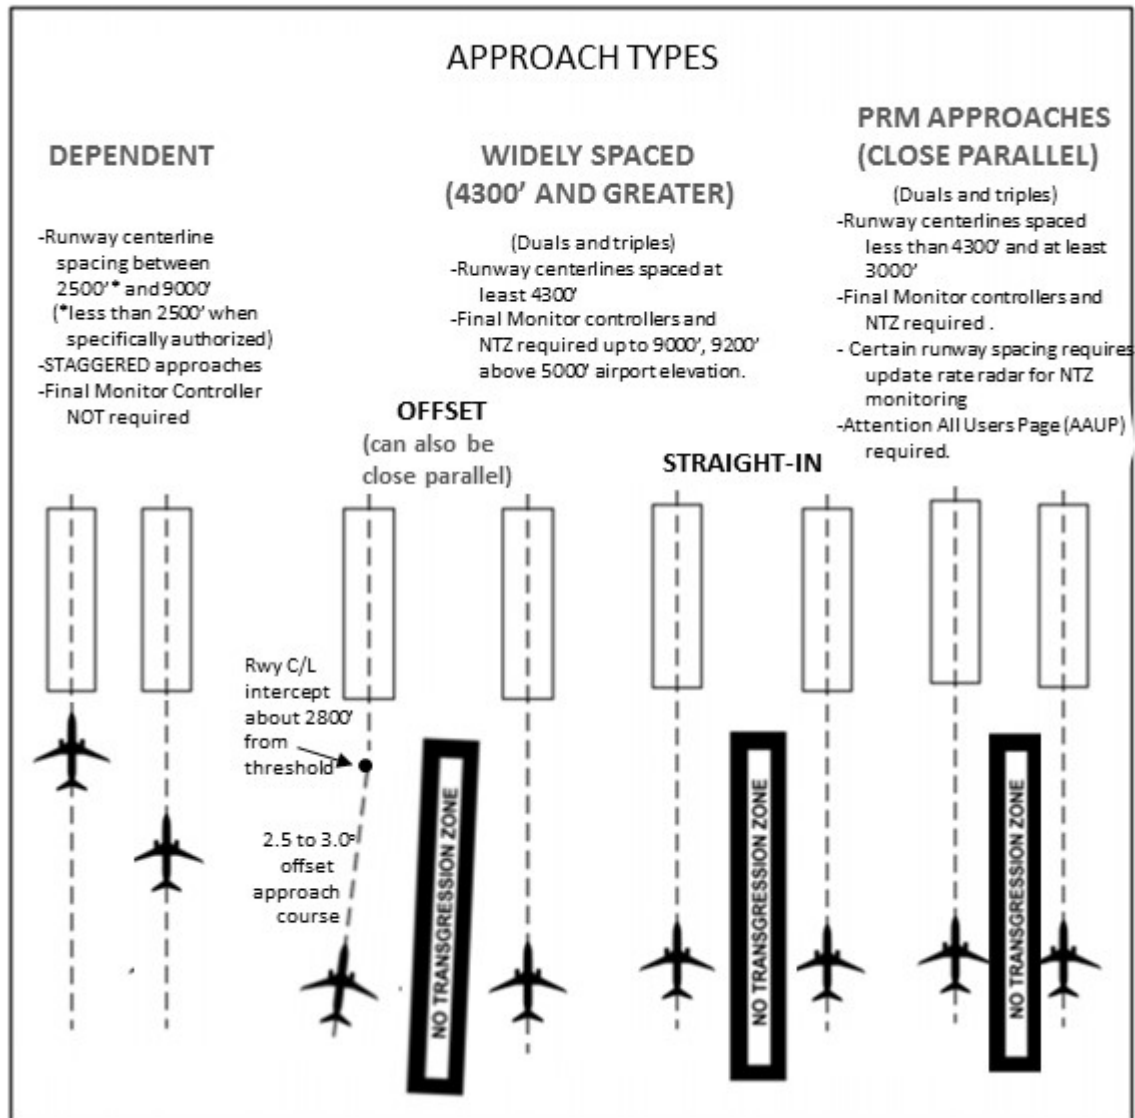 APPROACH TYPES
DEPENDENT
-Runway centerline
spacing between
2500'* and 9000'
(*less than 2500' when
specifically authorized)
-STAGGERED approaches
-Final Monitor Controller
NOT required
WIDELY SPACED
(4300' AND GREATER)
(Duals and triples)
-Runway centerlines spaced at
least 4300'
-Final Monitor controllers and
NTZ required up to 9000', 9200'
above 5000' airport elevation.
PRM APPROACHES
(CLOSE PARALLEL)
(Duals and triples)
-Runway centerlines spaced
less than 4300' and at least
3000'
-Final Monitor controllers and
NTZ required .
- Certain runway spacing requires
update rate radar for NTZ
monitoring
-Attention All Users Page (AAUP)
required.
OFFSET
(can also be
close parallel)
STRAIGHT-IN
Rwy C/L
intercept
about 2800'
from
threshold
2.5 to 3.0°
offset
approach
course
NO TRANSGRESSION ZONE
NO TRANSGRESSION ZONE
NO TRANSGRESSION ZONE